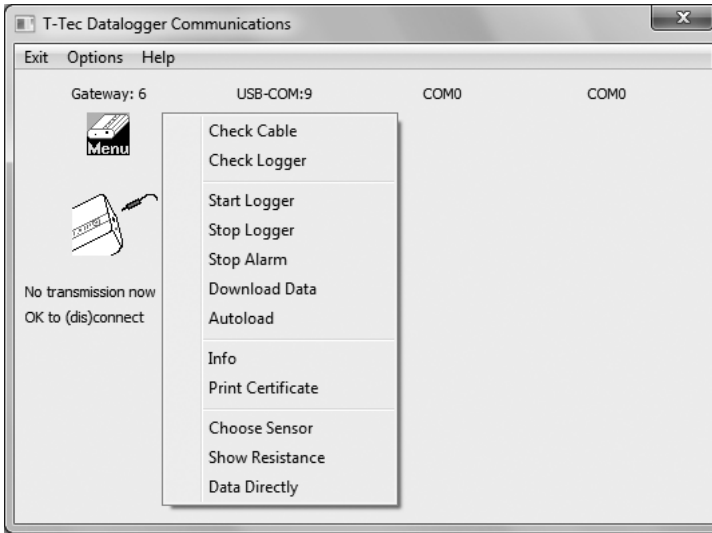 T-Tec Datalogger Communications
Exit Options Help
Gateway: 6 USB-COM:9 COM0 COM0
Menu
Check Cable
Check Logger
Start Logger
Stop Logger
Stop Alarm
Download Data
Autoload
Info
Print Certificate
Choose Sensor
Show Resistance
Data Directly
No transmission now
OK to (dis)connect